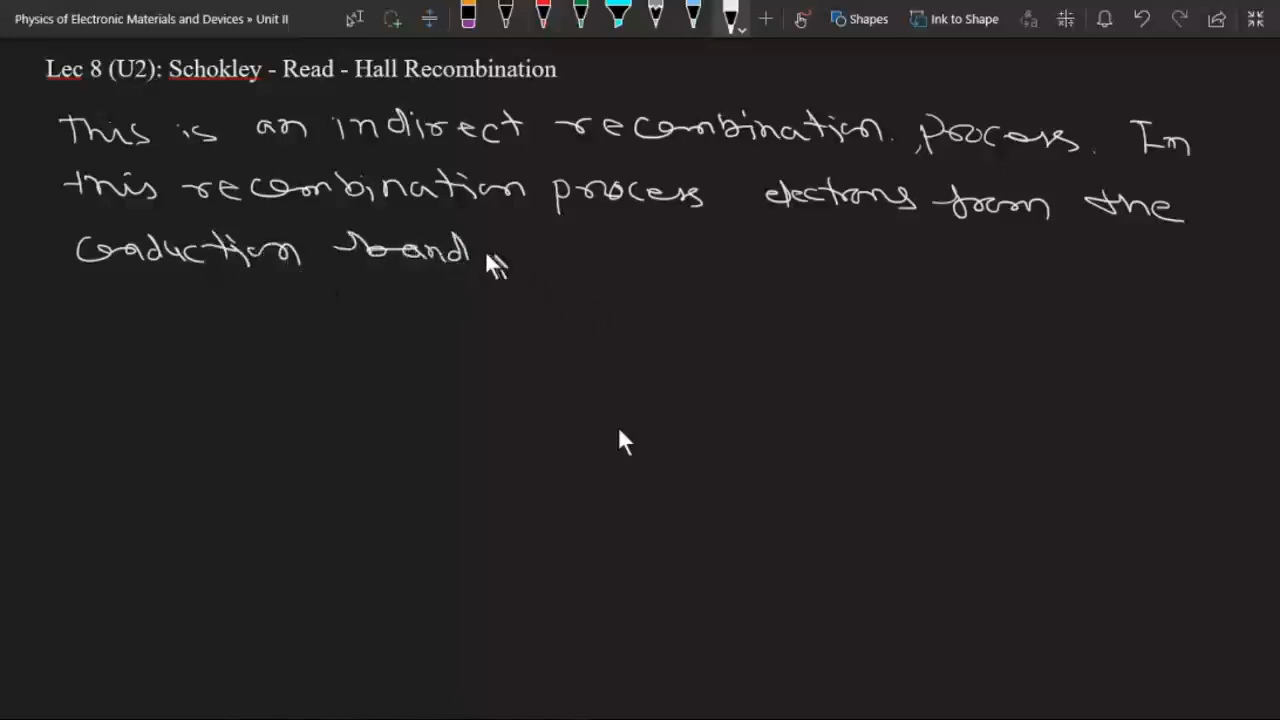 Physics of Electronic Materials and Devices » Unit II
Shapes
Ink to Shape
Lec 8 (U2): Schokley - Read - Hall Recombination
This is an indirect recombination process. In
this recombination process electrons from the
conduction band